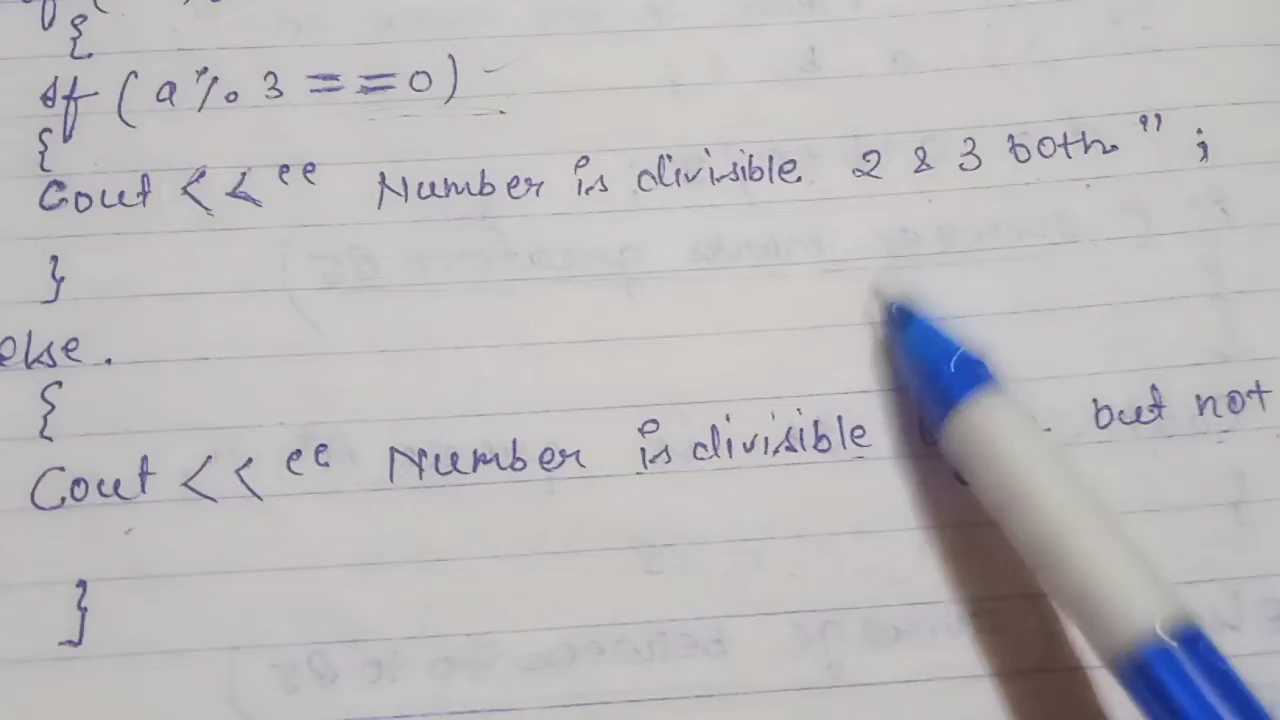 {
if (a % 3 == = 0)
{
Cout << " Number is divisible 2 & 3 both " ;
}
else.
{
Cout << " Number is divisible but not
}